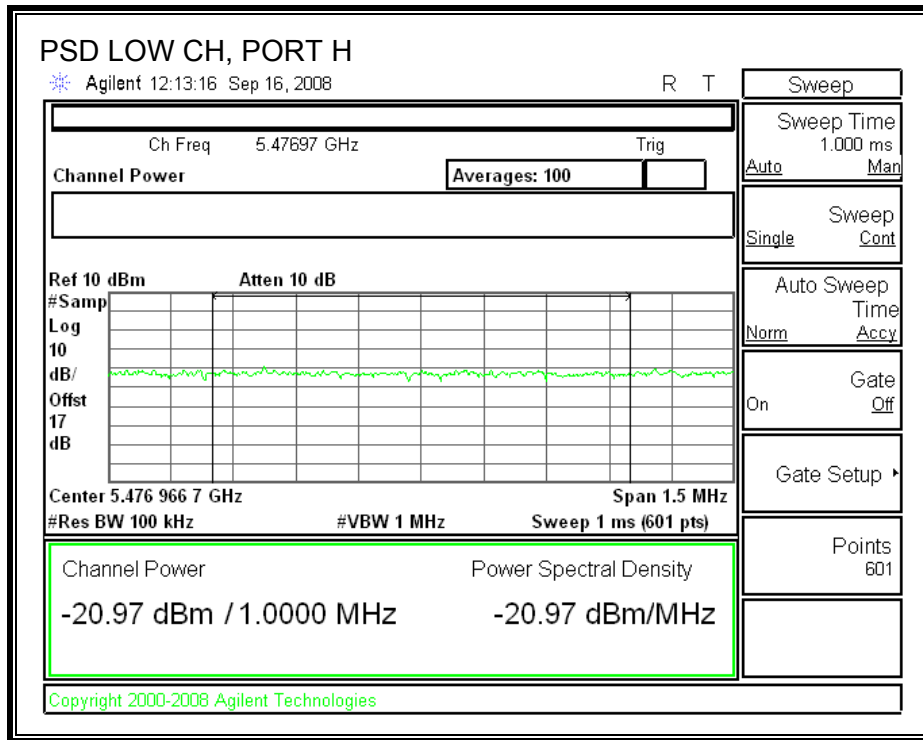 PSD LOW CH, PORT H
Agilent 12:13:16 Sep 16, 2008 R T
Ch Freq 5.47697 GHz Trig
Channel Power Averages: 100
Ref 10 dBm Atten 10 dB
#Samp
Log
10
dB/
Offst
17
dB
Center 5.476 966 7 GHz Span 1.5 MHz
#Res BW 100 kHz #VBW 1 MHz Sweep 1 ms (601 pts)
Channel Power Power Spectral Density
-20.97 dBm / 1.0000 MHz -20.97 dBm/MHz
Copyright 2000-2008 Agilent Technologies
Sweep
Sweep Time
1.000 ms
Auto Man
Sweep
Single Cont
Auto Sweep
Time
Norm Accy
Gate
On Off
Gate Setup
Points
601